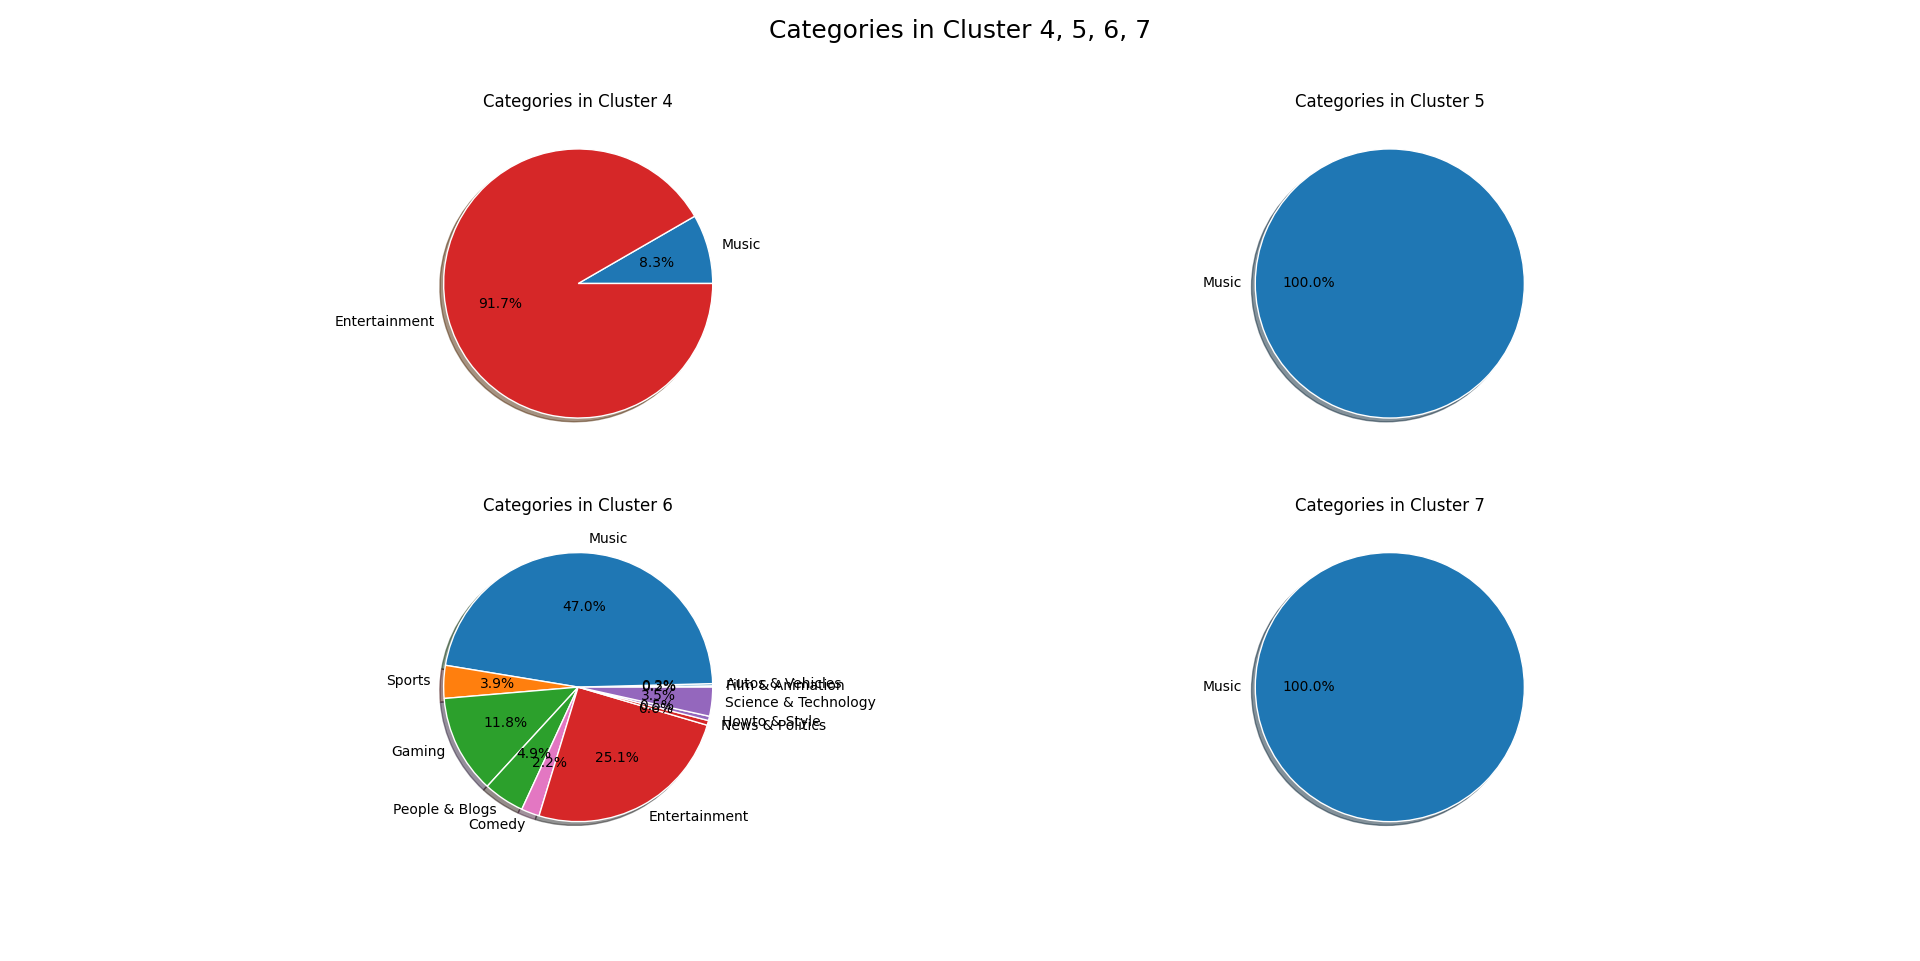 Categories in Cluster 4, 5, 6, 7
Categories in Cluster 4
Music
8.3%
91.7%
Entertainment
Categories in Cluster 5
Music
100.0%
Categories in Cluster 6
Music
47.0%
Sports
3.9%
Gaming
11.8%
People & Blogs
4.9%
Comedy
2.2%
Entertainment
25.1%
News & Politics
Howto & Style
Science & Technology
3.5%
Film & Animation
Autos & Vehicles
Categories in Cluster 7
Music
100.0%